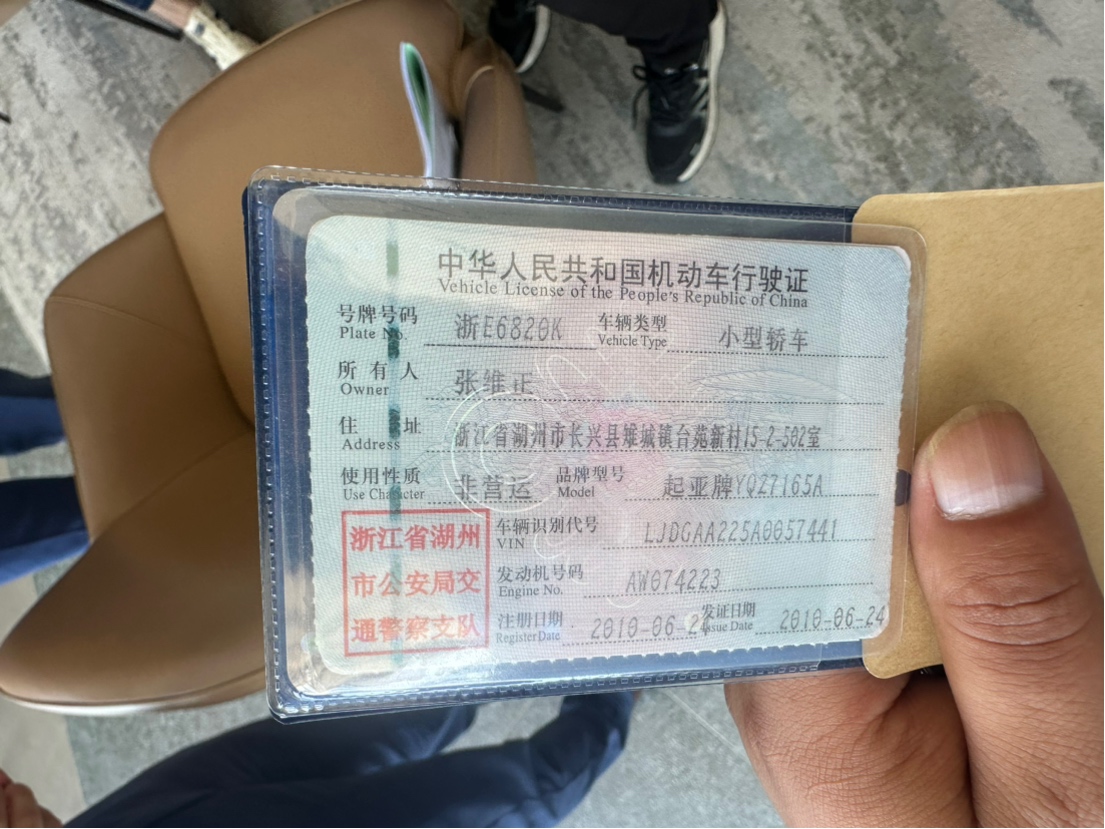 中华人民共和国机动车行驶证
Vehicle License of the People's Republic of China
号牌号码 浙E6820K 车辆类型 小型轿车
Plate No. Vehicle Type
所有人 张维正
Owner
住址 浙江省湖州市长兴县雉城镇台苑新村15-2-502室
Address
使用性质 非营运 品牌型号 起亚牌YQZ7165A
Use Character Model
浙江省湖州
市公安局交
通警察支队
车辆识别代号 LJDGAA225A0057441
VIN
发动机号码 AW074223
Engine No.
注册日期 2010-06-24 发证日期 2010-06-24
Register Date Issue Date